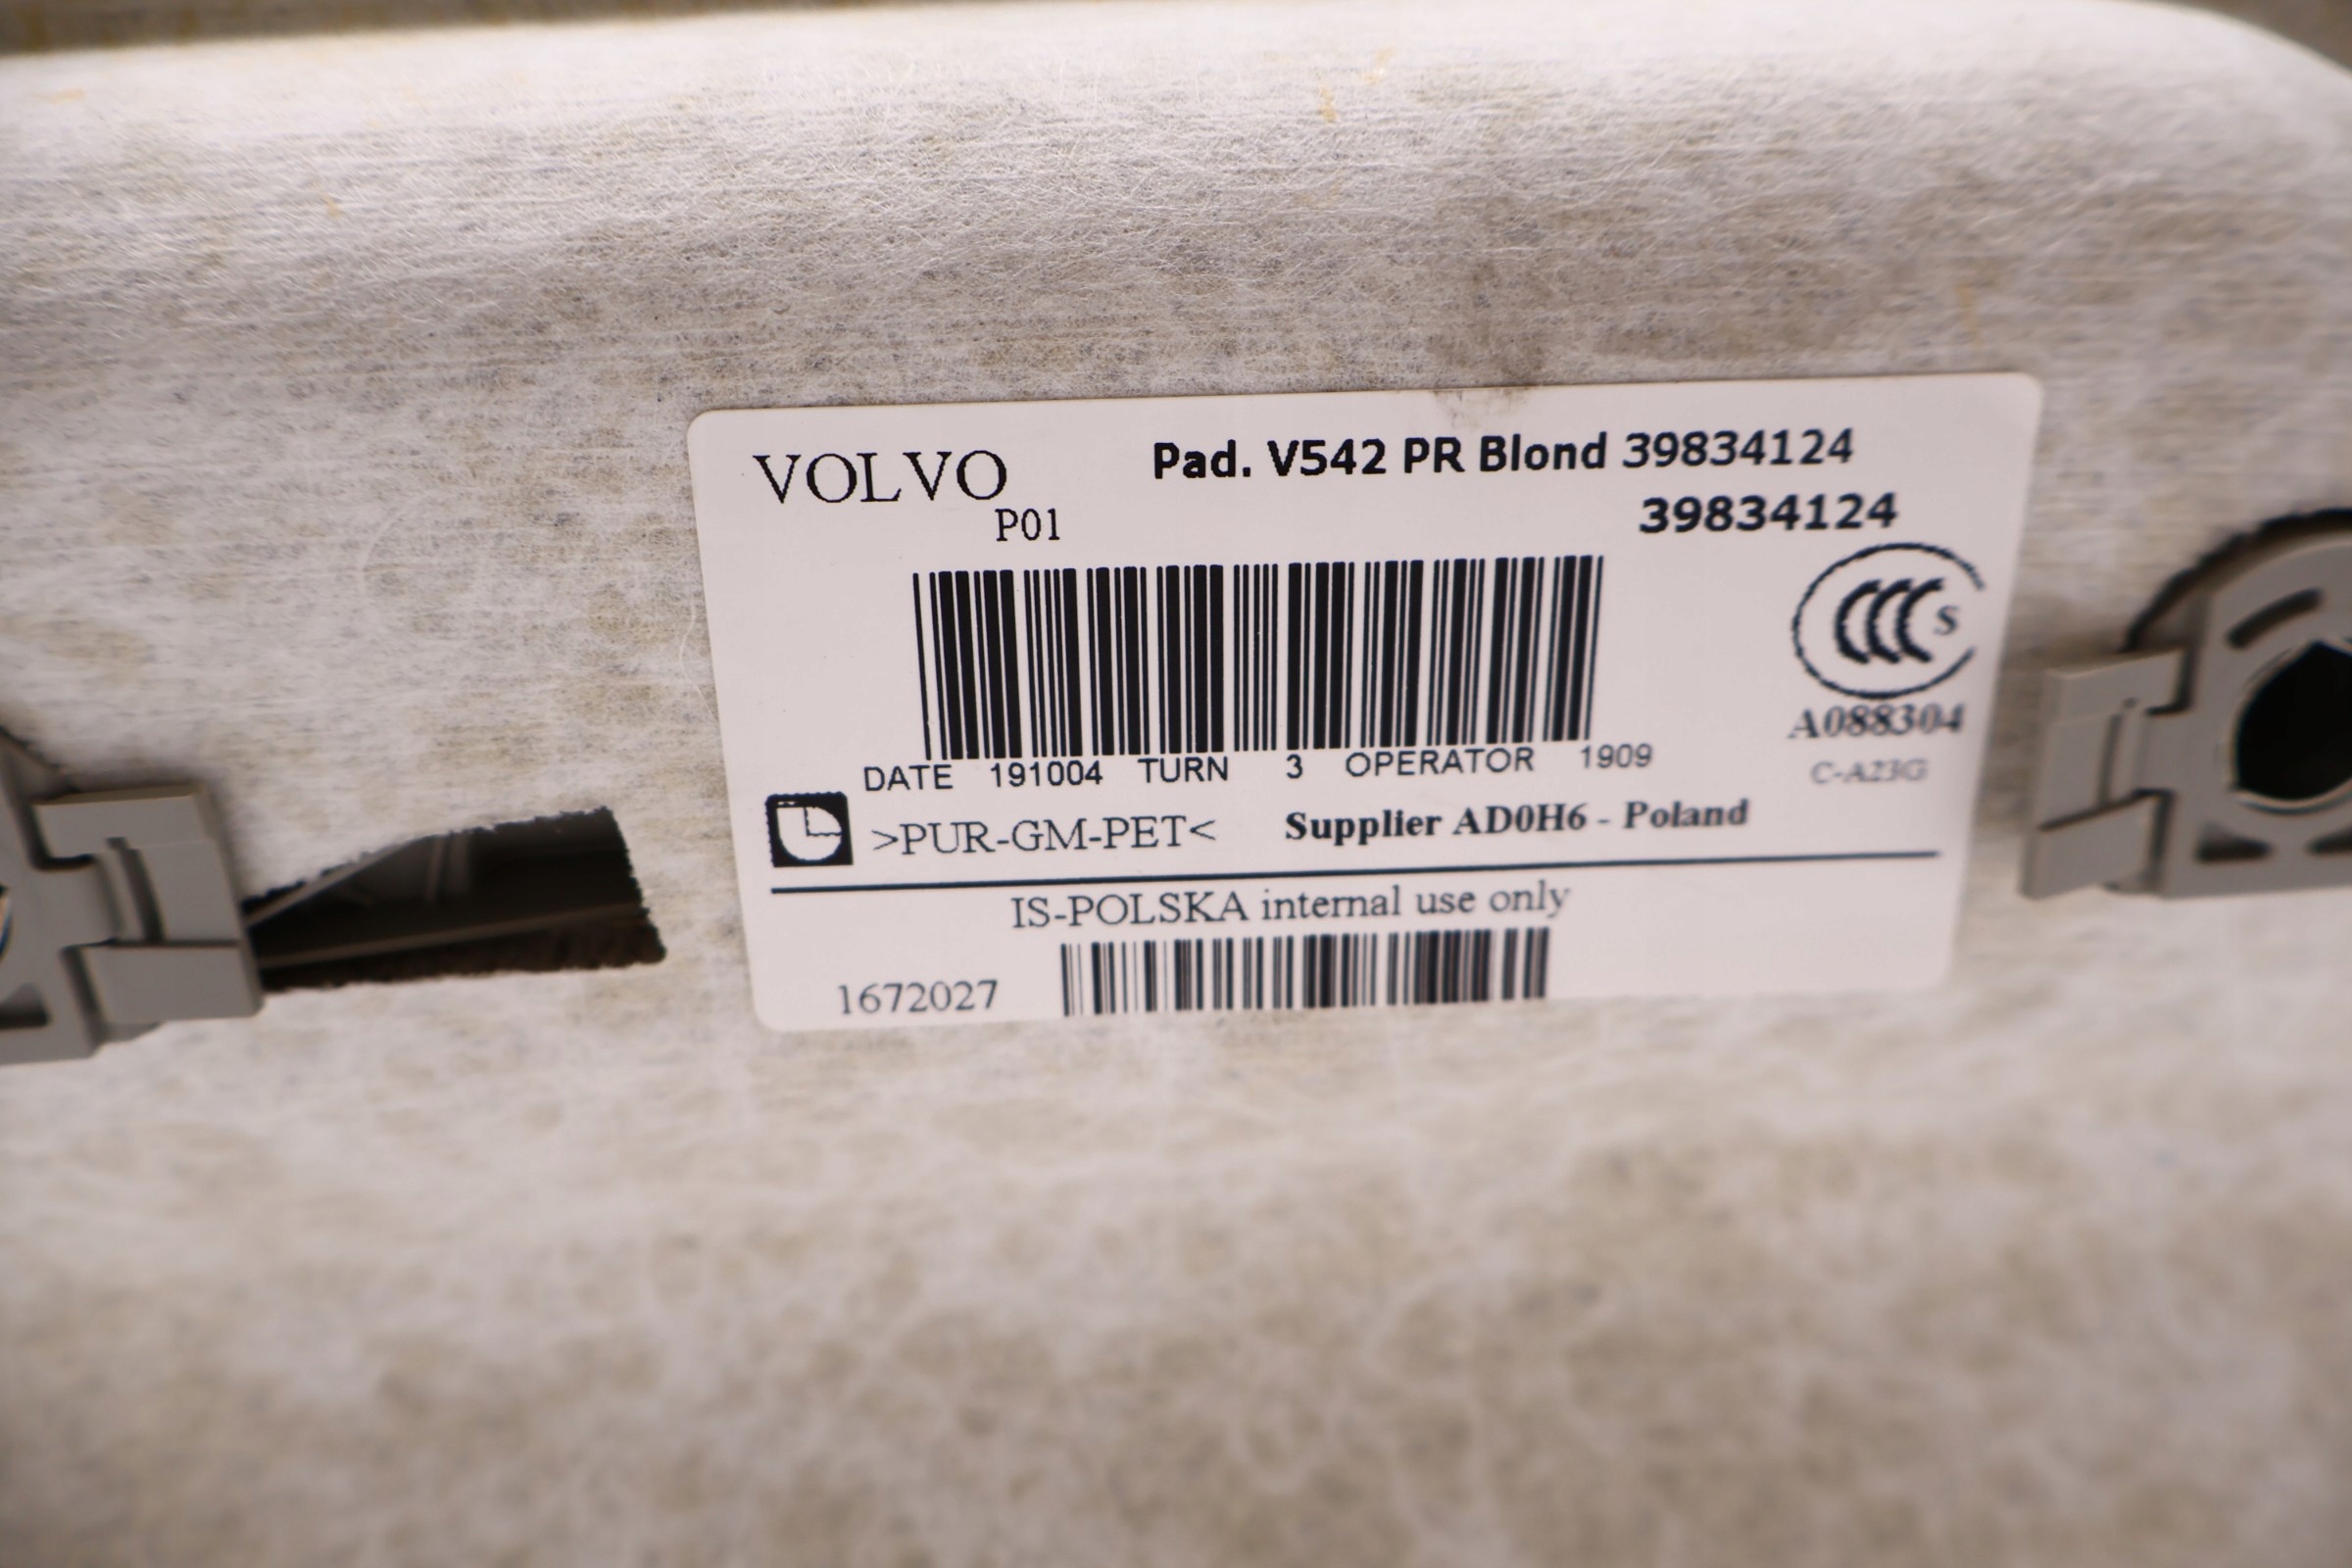 VOLVO
P01
Pad. V542 PR Blond 39834124
39834124
CCC S
A088304
C-A23G
DATE 191004 TURN 3 OPERATOR 1909
>PUR-GM-PET< Supplier AD0H6 - Poland
IS-POLSKA internal use only
1672027